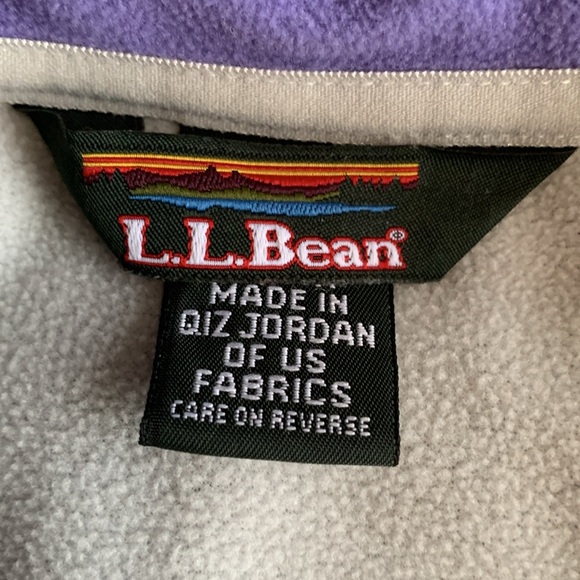 L.L.Bean®
MADE IN
QIZ JORDAN
OF US
FABRICS
CARE ON REVERSE